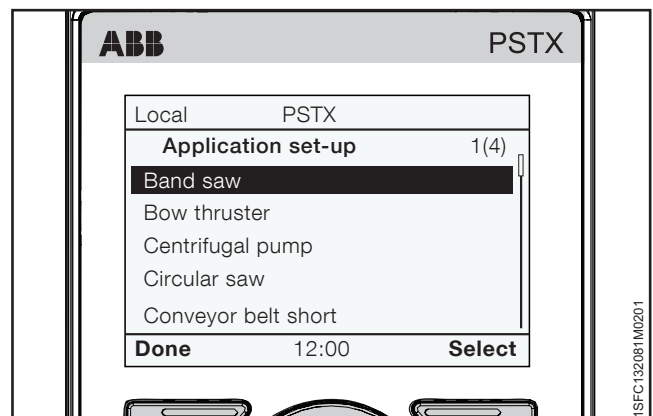 ABB PSTX
Local PSTX
Application set-up 1(4)
Band saw
Bow thruster
Centrifugal pump
Circular saw
Conveyor belt short
Done 12:00 Select
1SFC132081M0201